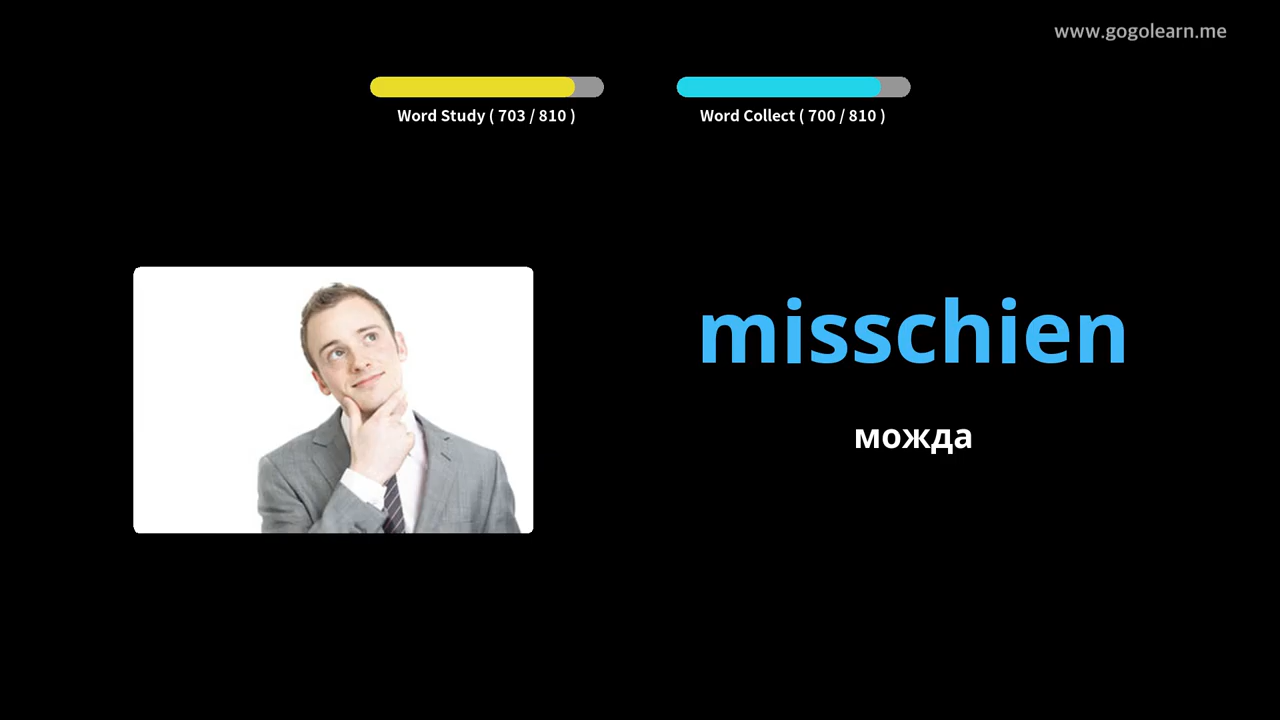 www.gogolearn.me
Word Study ( 703 / 810 )
Word Collect ( 700 / 810 )
misschien
можда